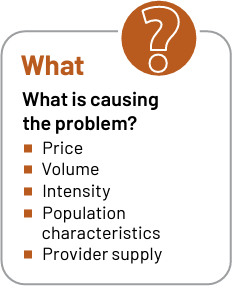 ?
What
What is causing
the problem?
■ Price
■ Volume
■ Intensity
■ Population
characteristics
■ Provider supply